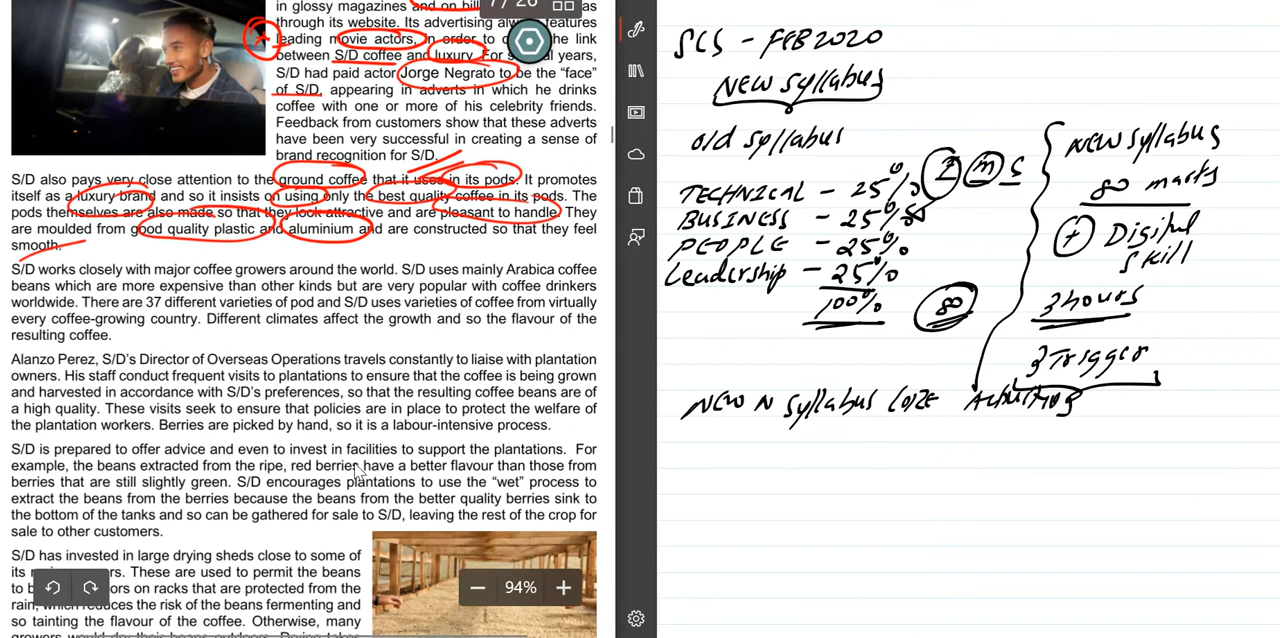 in glossy magazines and on bill
as
7 / 26
through its website. Its advertising always features
leading movie actors, in order to the link
between S/D coffee and luxury. For several years,
S/D had paid actor Jorge Negrato to be the “face”
of S/D, appearing in adverts in which he drinks
coffee with one or more of his celebrity friends.
Feedback from customers show that these adverts
have been very successful in creating a sense of
brand recognition for S/D.
S/D also pays very close attention to the ground coffee that it uses in its pods. It promotes
itself as a luxury brand and so it insists on using only the best quality coffee in its pods. The
pods themselves are also made so that they look attractive and are pleasant to handle. They
are moulded from good quality plastic and aluminium and are constructed so that they feel
smooth.
S/D works closely with major coffee growers around the world. S/D uses mainly Arabica coffee
beans which are more expensive than other kinds but are very popular with coffee drinkers
worldwide. There are 37 different varieties of pod and S/D uses varieties of coffee from virtually
every coffee-growing country. Different climates affect the growth and so the flavour of the
resulting coffee.
Alanzo Perez, S/D’s Director of Overseas Operations travels constantly to liaise with plantation
owners. His staff conduct frequent visits to plantations to ensure that the coffee is being grown
and harvested in accordance with S/D’s preferences, so that the resulting coffee beans are of
a high quality. These visits seek to ensure that policies are in place to protect the welfare of
the plantation workers. Berries are picked by hand, so it is a labour-intensive process.
S/D is prepared to offer advice and even to invest in facilities to support the plantations. For
example, the beans extracted from the ripe, red berries have a better flavour than those from
berries that are still slightly green. S/D encourages plantations to use the “wet” process to
extract the beans from the berries because the beans from the better quality berries sink to
the bottom of the tanks and so can be gathered for sale to S/D, leaving the rest of the crop for
sale to other customers.
S/D has invested in large drying sheds close to some of
its rs. These are used to permit the beans
to b ors on racks that are protected from the
rain, which reduces the risk of the beans fermenting and
so tainting the flavour of the coffee. Otherwise, many
growers would dry their beans outdoors. Drying takes
94%
SCS - FEB 2020
NEW syllabus
old syllabus
TECHNICAL - 25%
BUSINESS - 25%
PEOPLE - 25%
Leadership - 25%
100%
E m S
80
NEW syllabus
80 marks
+ Digital
skill
3 hours
3 Trigger
NEW N syllabus